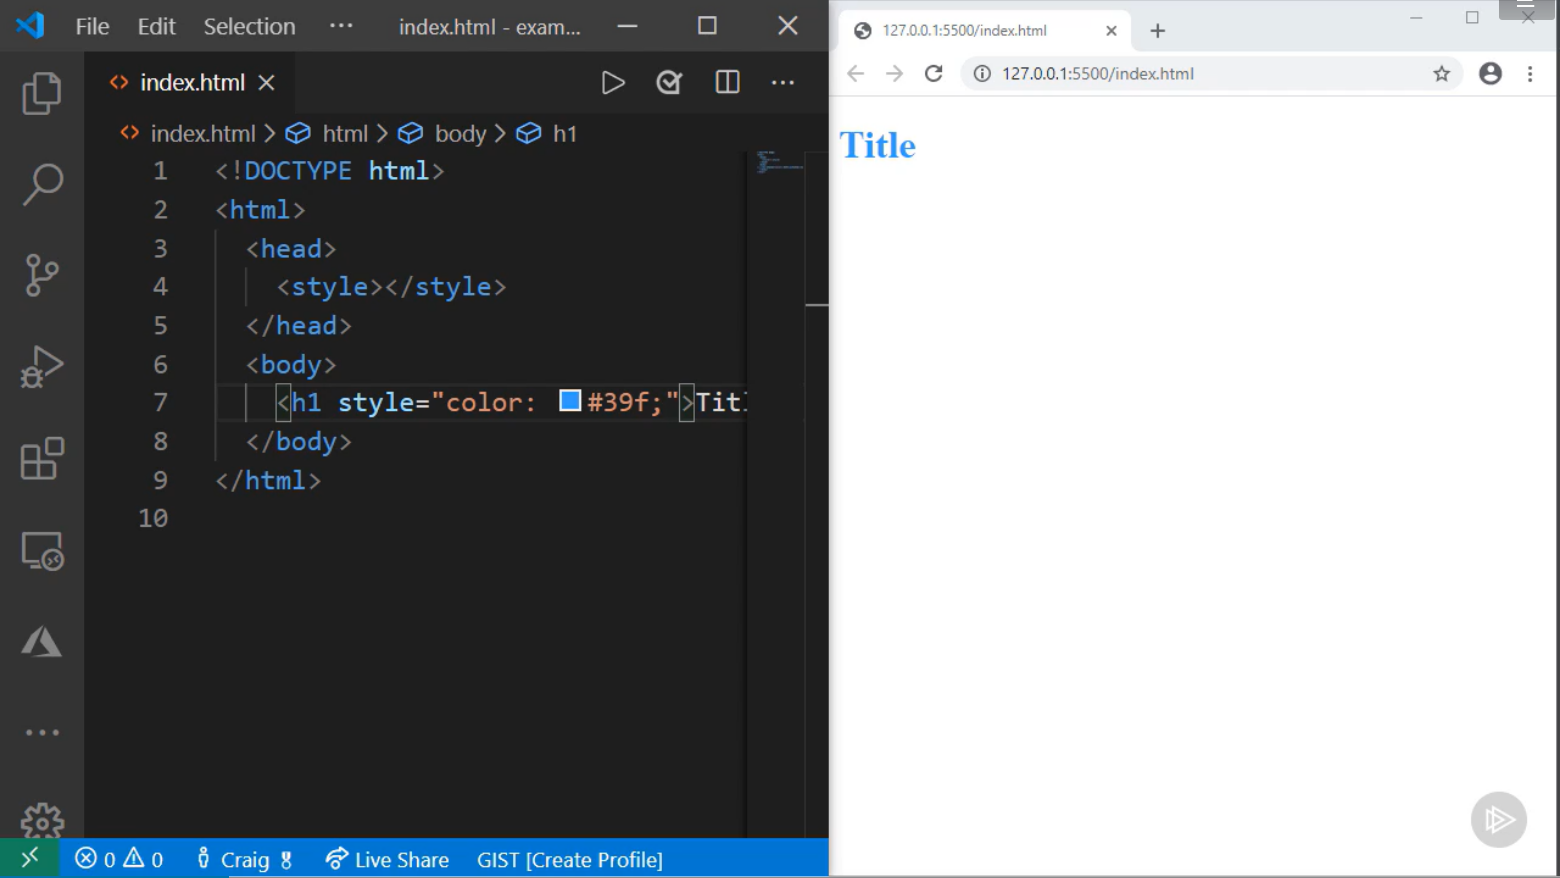 File Edit Selection ··· index.html - exam...
index.html
index.html > html > body > h1
1 <!DOCTYPE html>
2 <html>
3 <head>
4 <style></style>
5 </head>
6 <body>
7 <h1 style="color: #39f;">Titl
8 </body>
9 </html>
10
0 0 Craig Live Share GIST [Create Profile]
127.0.0.1:5500/index.html
127.0.0.1:5500/index.html
Title